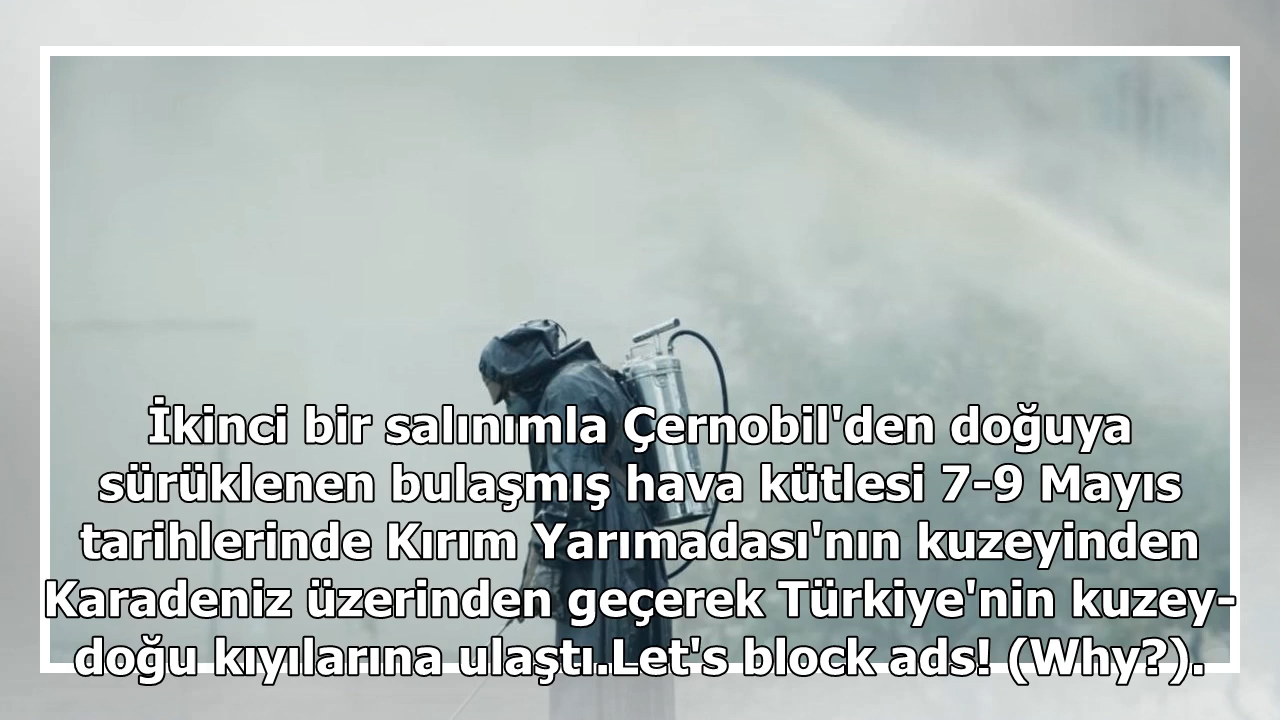 İkinci bir salınımla Çernobil'den doğuya
sürüklenen bulaşmış hava kütlesi 7-9 Mayıs
tarihlerinde Kırım Yarımadası'nın kuzeyinden
Karadeniz üzerinden geçerek Türkiye'nin kuzey-
doğu kıyılarına ulaştı.Let's block ads! (Why?).